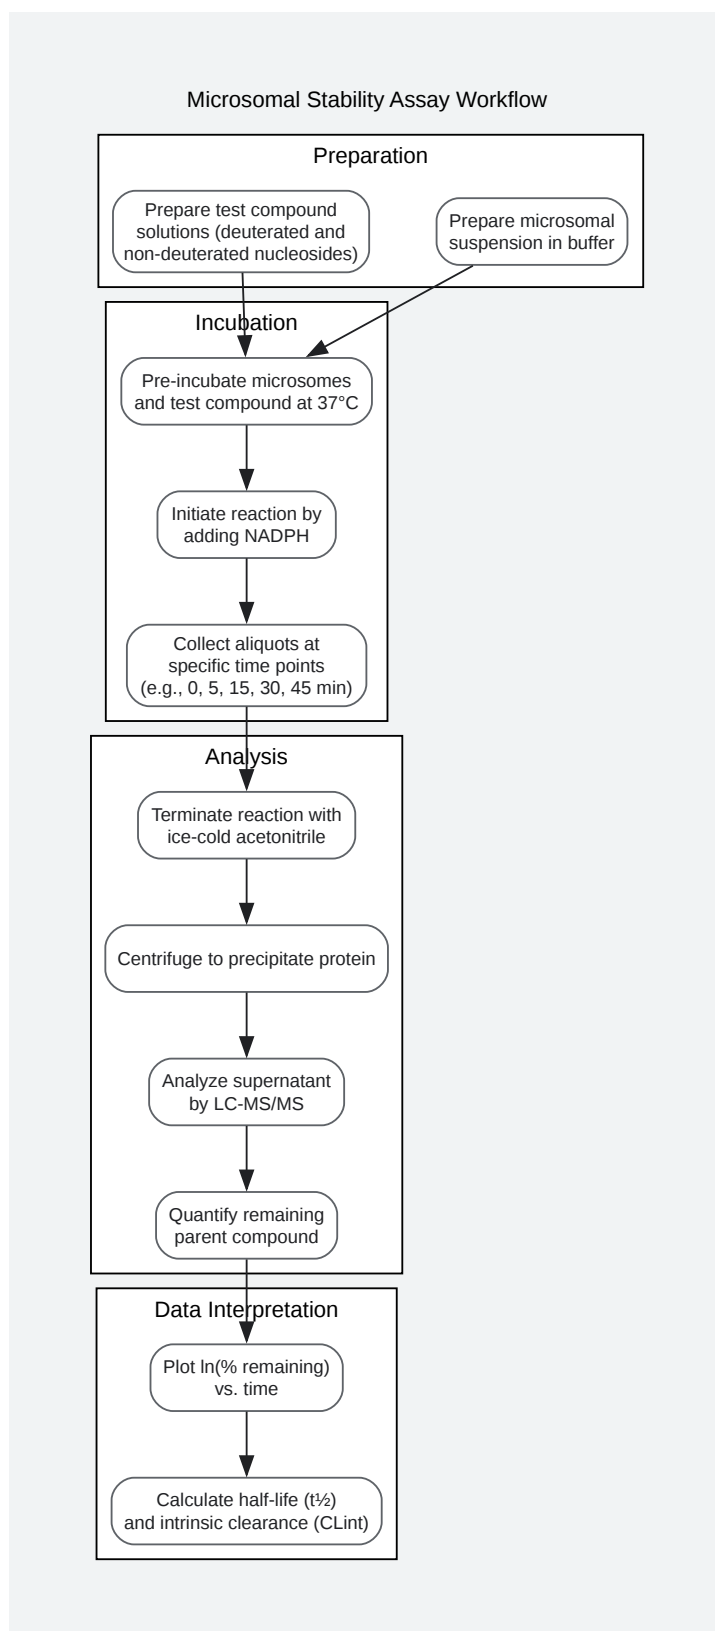 Microsomal Stability Assay Workflow
Preparation
Prepare test compound
solutions (deuterated and
non-deuterated nucleosides)
Prepare microsomal
suspension in buffer
Incubation
Pre-incubate microsomes
and test compound at 37°C
Initiate reaction by
adding NADPH
Collect aliquots at
specific time points
(e.g., 0, 5, 15, 30, 45 min)
Analysis
Terminate reaction with
ice-cold acetonitrile
Centrifuge to precipitate protein
Analyze supernatant
by LC-MS/MS
Quantify remaining
parent compound
Data Interpretation
Plot ln(% remaining)
vs. time
Calculate half-life (t½)
and intrinsic clearance (CLint)